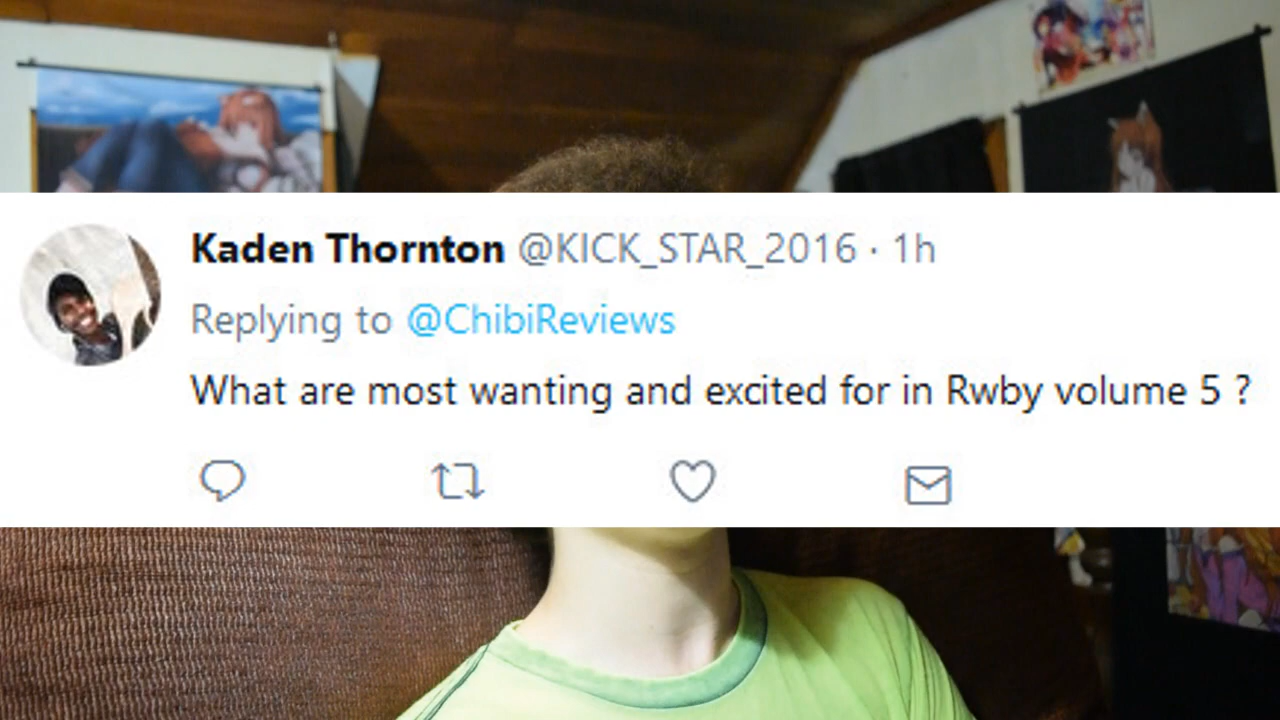 Kaden Thornton @KICK_STAR_2016 · 1h
Replying to @ChibiReviews
What are most wanting and excited for in Rwby volume 5 ?